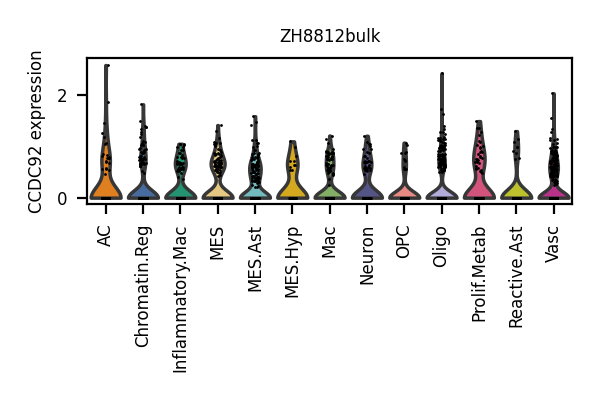 ZH8812bulk
CCDC92 expression
2
0
AC
Chromatin.Reg
Inflammatory.Mac
MES
MES.Ast
MES.Hyp
Mac
Neuron
OPC
Oligo
Prolif.Metab
Reactive.Ast
Vasc